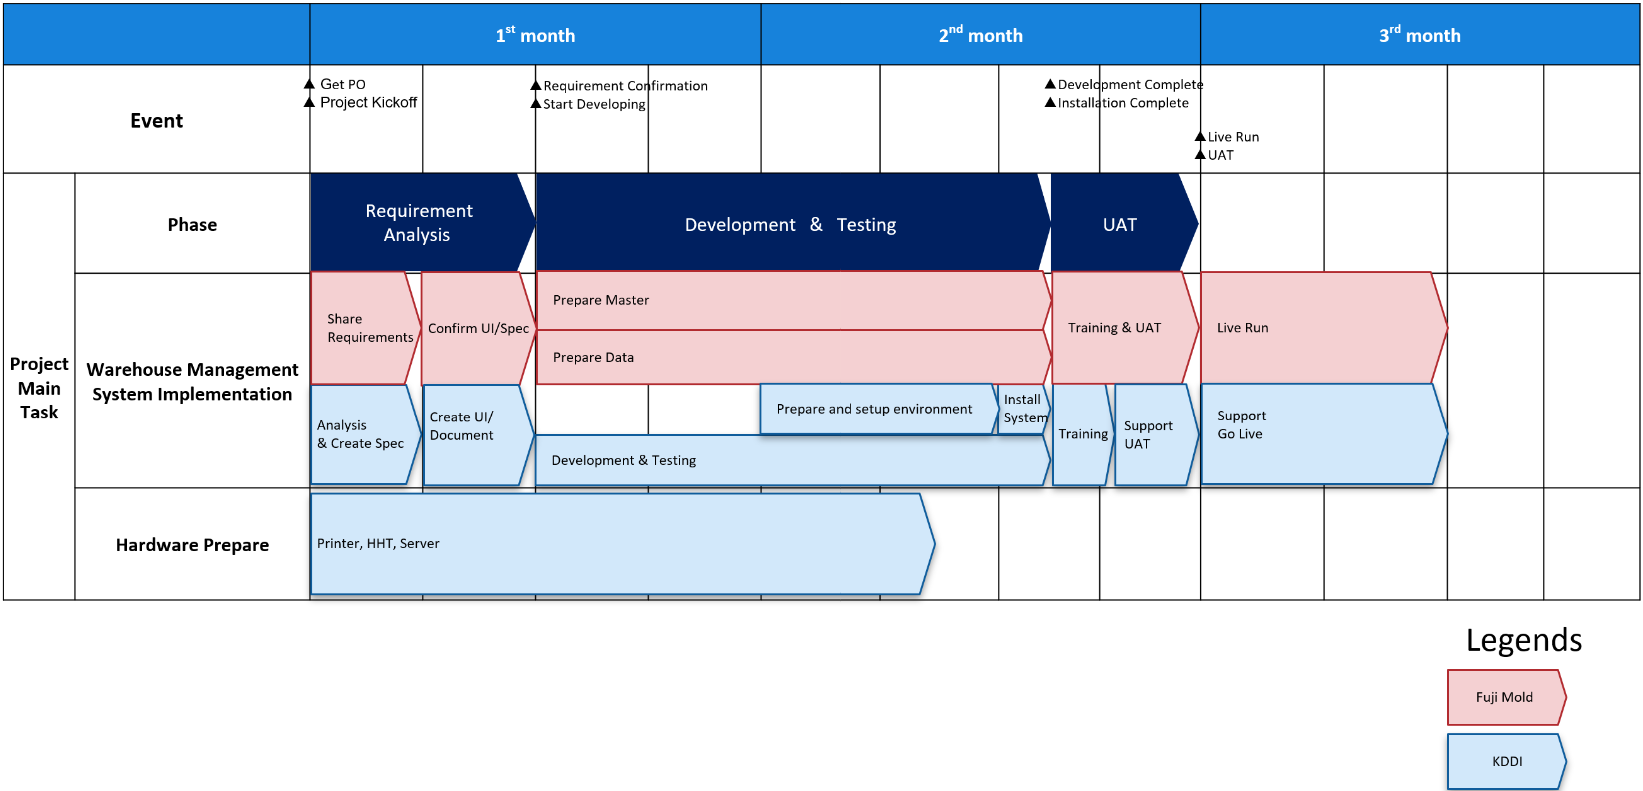 1st month
2nd month
3rd month
Event
▲ Get PO
▲ Project Kickoff
▲ Requirement Confirmation
▲ Start Developing
▲ Development Complete
▲ Installation Complete
▲ Live Run
▲ UAT
Project
Main
Task
Phase
Requirement
Analysis
Development & Testing
UAT
Warehouse Management
System Implementation
Share
Requirements
Confirm UI/Spec
Prepare Master
Prepare Data
Training & UAT
Live Run
Analysis
& Create Spec
Create UI/
Document
Prepare and setup environment
Install
System
Development & Testing
Training
Support
UAT
Support
Go Live
Hardware Prepare
Printer, HHT, Server
Legends
Fuji Mold
KDDI